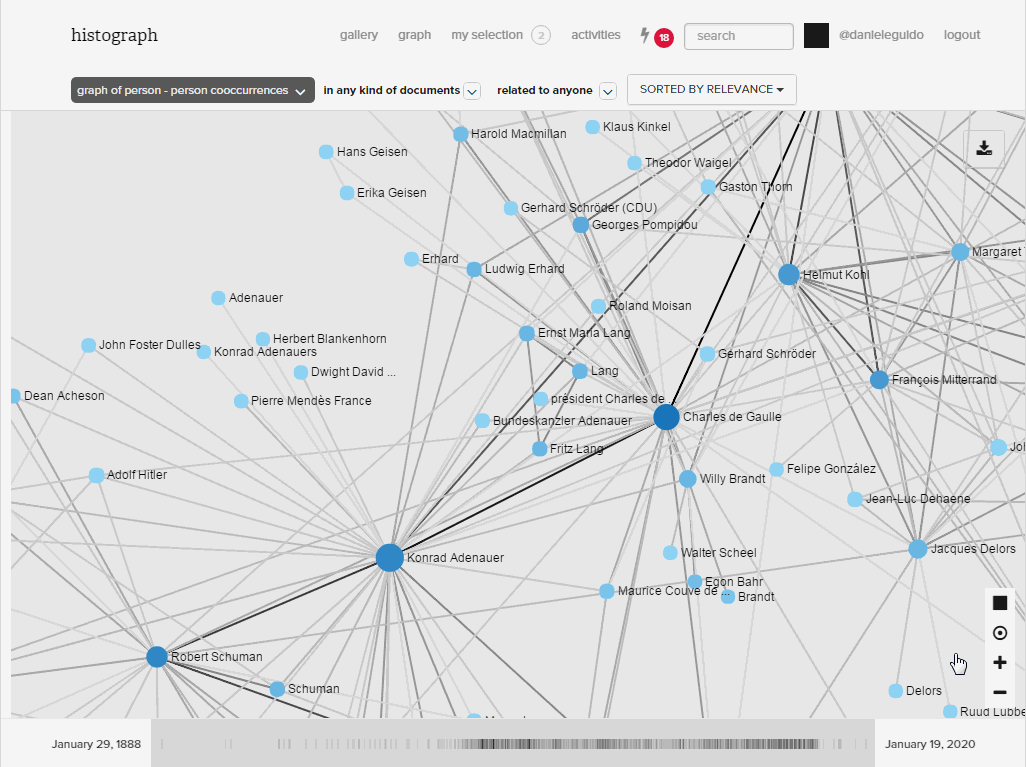 histograph
gallery graph my selection 2 activities 18 search @danieleguido logout
graph of person - person cooccurrences in any kind of documents related to anyone SORTED BY RELEVANCE
Klaus Kinkel
Harold Macmillan
Hans Geisen
Theodor Waigel
Gaston Thorn
Erika Geisen
Gerhard Schröder (CDU)
Georges Pompidou
Margaret
Erhard
Ludwig Erhard
Helmut Kohl
Adenauer
Roland Moisan
Ernst Maria Lang
Herbert Blankenhorn
John Foster Dulles
Konrad Adenauers
Gerhard Schröder
Dwight David ...
Lang
François Mitterrand
Dean Acheson
Pierre Mendès France
président Charles de ...
Charles de Gaulle
Bundeskanzler Adenauer
Fritz Lang
Adolf Hitler
Felipe González
Willy Brandt
Jean-Luc Dehaene
Jacques Delors
Walter Scheel
Konrad Adenauer
Egon Bahr
Maurice Couve de ...
Brandt
Robert Schuman
Schuman
Delors
Ruud Lubbe
January 29, 1888 January 19, 2020